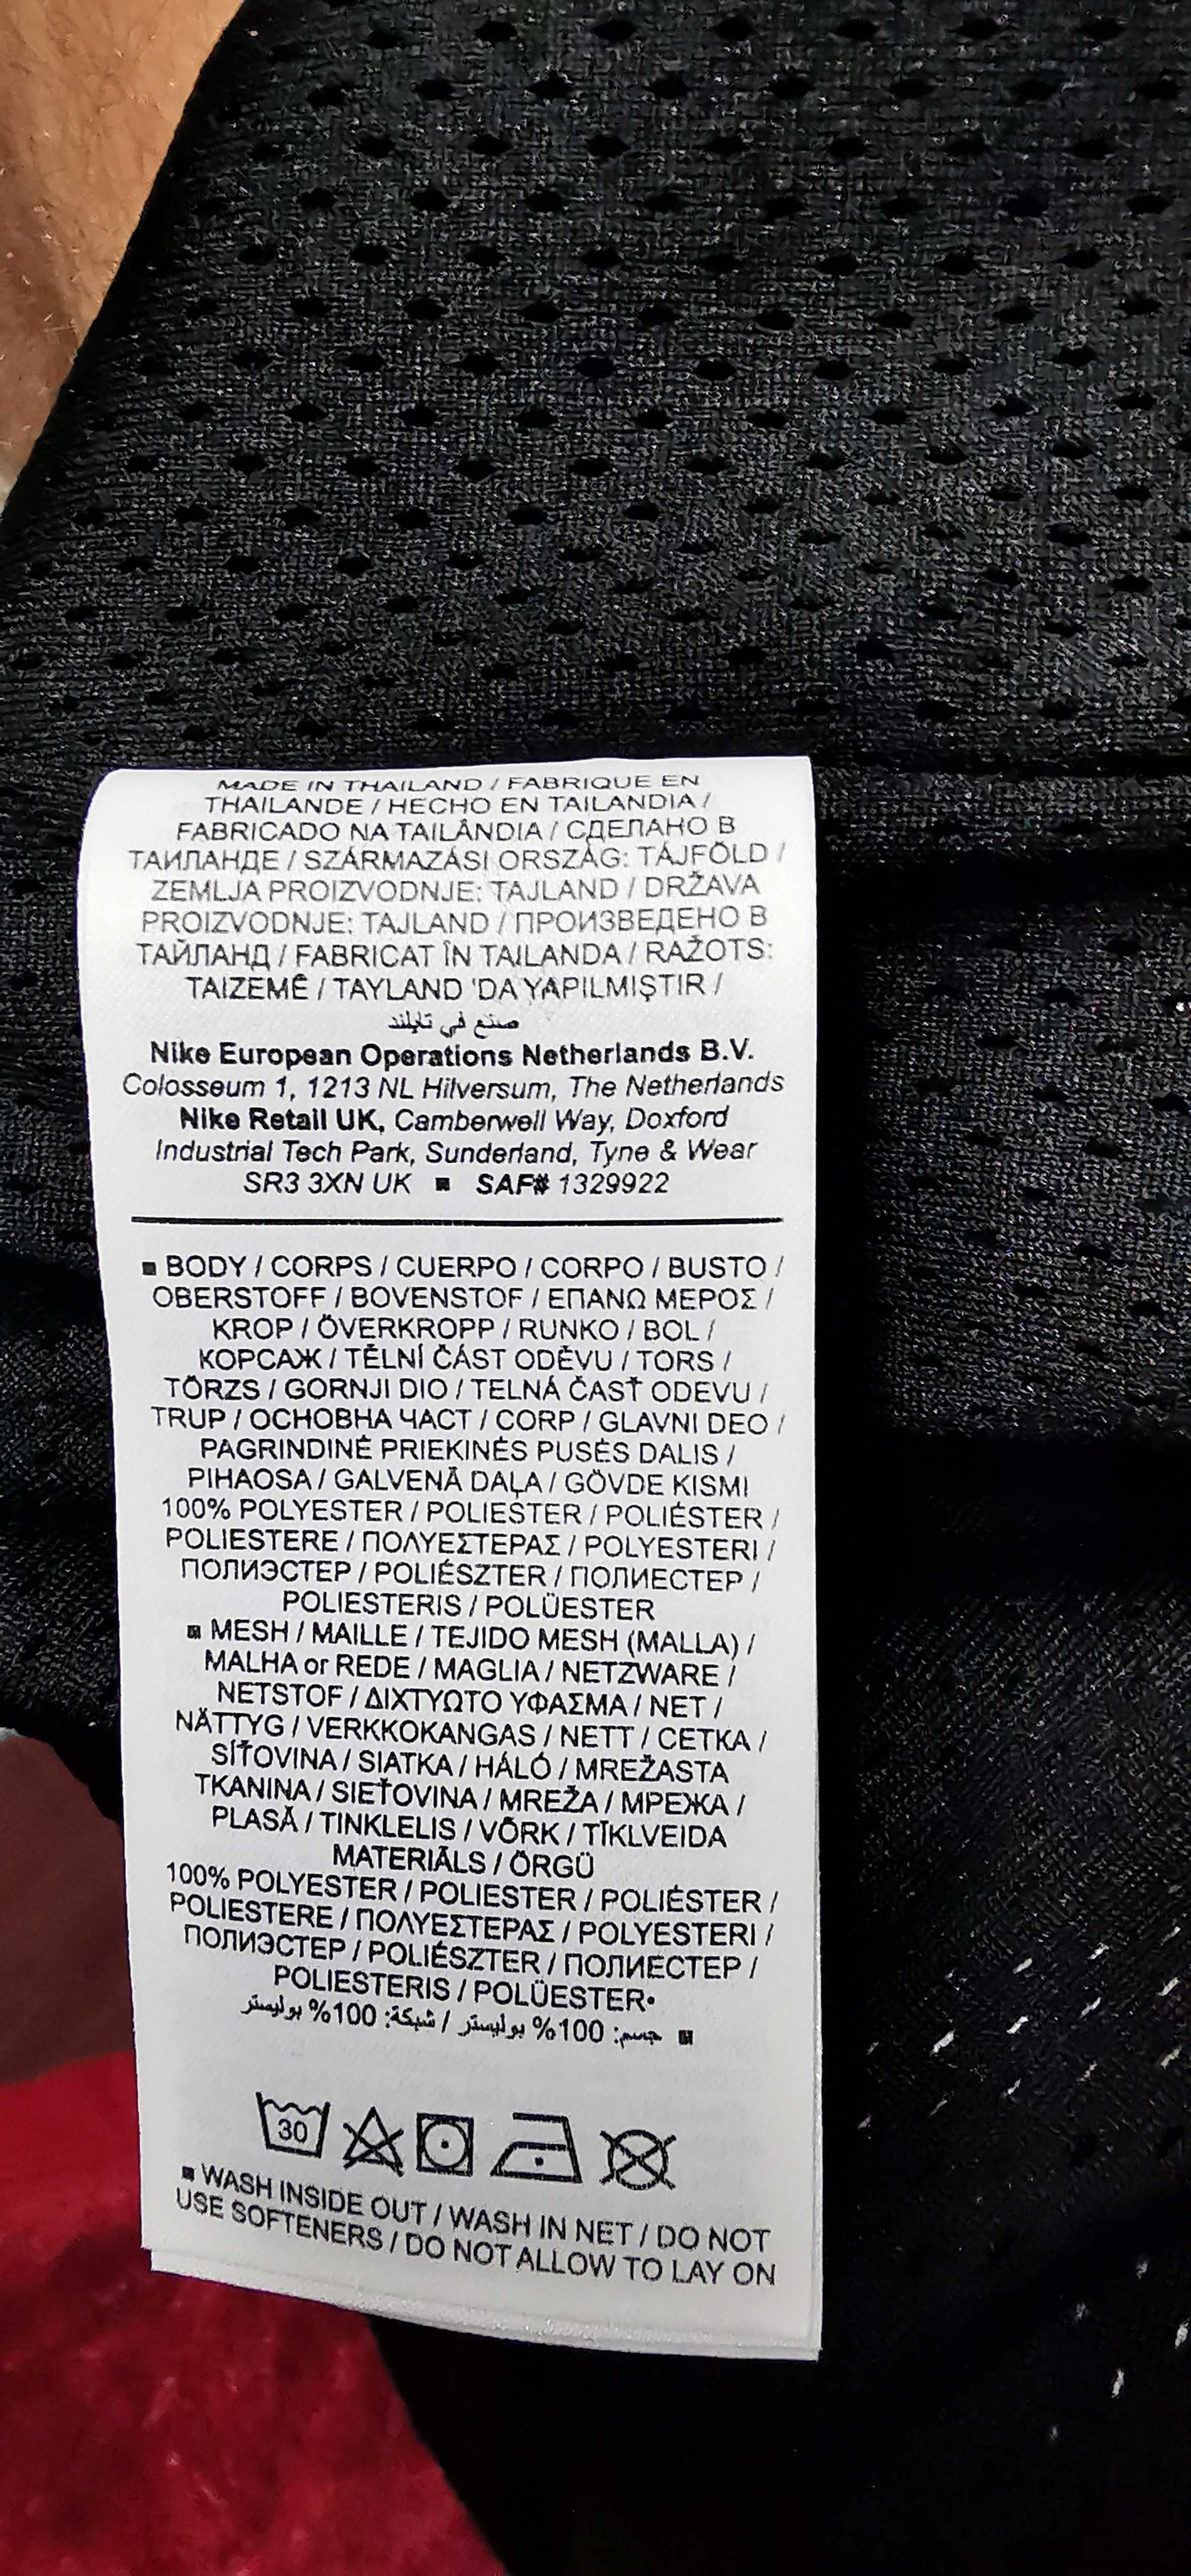 MADE IN THAILAND / FABRIQUE EN
THAILANDE / HECHO EN TAILANDIA /
FABRICADO NA TAILÂNDIA / СДЕЛАНО В
ТАИЛАНДЕ / SZÁRMAZÁSI ORSZÁG: TÁJFÖLD /
ZEMLJA PROIZVODNJE: TAJLAND / DRŽAVA
PROIZVODNJE: TAJLAND / ПРОИЗВЕДЕНО В
ТАЙЛАНД / FABRICAT ÎN TAILANDA / RAŽOTS:
TAIZEMĒ / TAYLAND 'DA YAPILMIŞTIR /
صنع في تايلند
Nike European Operations Netherlands B.V.
Colosseum 1, 1213 NL Hilversum, The Netherlands
Nike Retail UK, Camberwell Way, Doxford
Industrial Tech Park, Sunderland, Tyne & Wear
SR3 3XN UK ▪ SAF# 1329922
▪ BODY / CORPS / CUERPO / CORPO / BUSTO /
OBERSTOFF / BOVENSTOF / ΕΠΑΝΩ ΜΕΡΟΣ /
KROP / ÖVERKROPP / RUNKO / BOL /
КОРСАЖ / TĚLNÍ ČÁST ODĚVU / TORS /
TÖRZS / GORNJI DIO / TELNÁ ČASŤ ODEVU /
TRUP / ОСНОВНА ЧАСТ / CORP / GLAVNI DEO /
PAGRINDINĖ PRIEKINĖS PUSĖS DALIS /
PIHAOSA / GALVENĀ DAĻA / GÖVDE KISMI
100% POLYESTER / POLIESTER / POLIÉSTER /
POLIESTERE / ΠΟΛΥΕΣΤΕΡΑΣ / POLYESTERI /
ПОЛИЭСТЕР / POLIÉSZTER / ПОЛИЕСТЕР /
POLIESTERIS / POLÜESTER
▪ MESH / MAILLE / TEJIDO MESH (MALLA) /
MALHA or REDE / MAGLIA / NETZWARE /
NETSTOF / ΔΙΧΤΥΩΤΟ ΥΦΑΣΜΑ / NET /
NÄTTYG / VERKKOKANGAS / NETT / СЕТКА /
SÍŤOVINA / SIATKA / HÁLÓ / MREŽASTA
TKANINA / SIEŤOVINA / MREŽA / МРЕЖА /
PLASĂ / TINKLELIS / VÕRK / TĪKLVEIDA
MATERIĀLS / ÖRGÜ
100% POLYESTER / POLIESTER / POLIÉSTER /
POLIESTERE / ΠΟΛΥΕΣΤΕΡΑΣ / POLYESTERI /
ПОЛИЭСТЕР / POLIÉSZTER / ПОЛИЕСТЕР /
POLIESTERIS / POLÜESTER•
▪ جسم: 100% بوليستر / شبكة: 100% بوليستر
30
▪ WASH INSIDE OUT / WASH IN NET / DO NOT
USE SOFTENERS / DO NOT ALLOW TO LAY ON